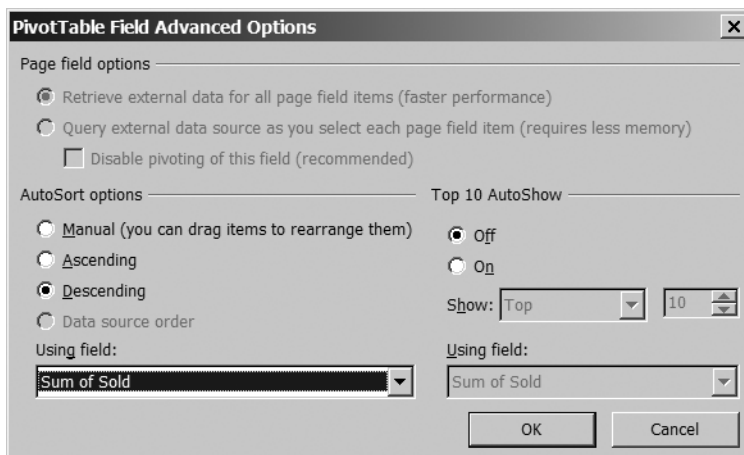 PivotTable Field Advanced Options
Page field options
Retrieve external data for all page field items (faster performance)
Query external data source as you select each page field item (requires less memory)
Disable pivoting of this field (recommended)
AutoSort options
Manual (you can drag items to rearrange them)
Ascending
Descending
Data source order
Using field:
Sum of Sold
Top 10 AutoShow
Off
On
Show: Top 10
Using field:
Sum of Sold
OK Cancel